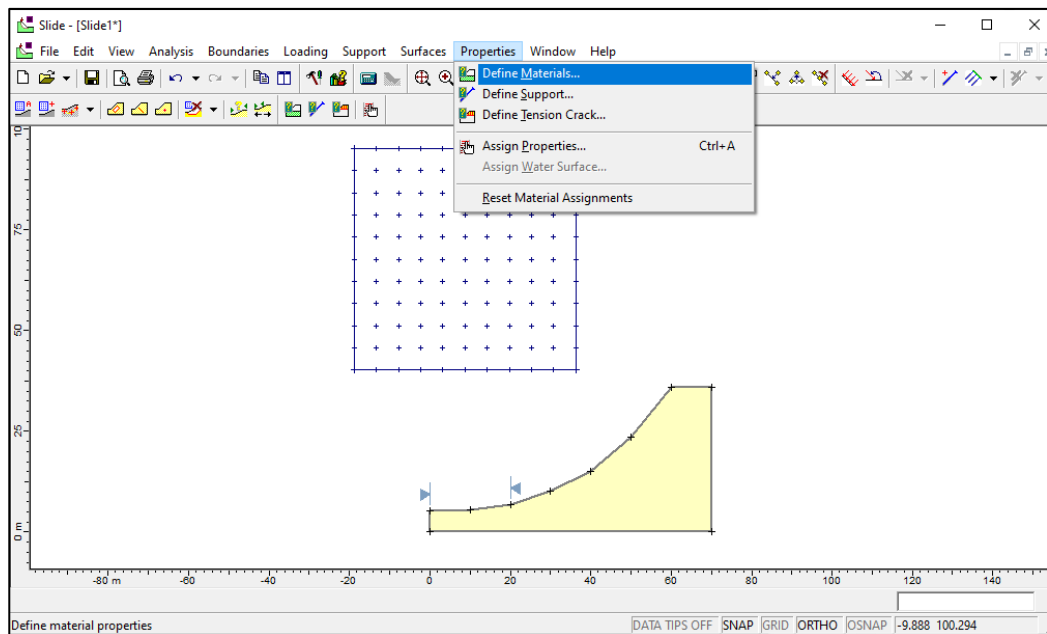 Slide - [Slide1*]
File Edit View Analysis Boundaries Loading Support Surfaces Properties Window Help
Define Materials...
Define Support...
Define Tension Crack...
Assign Properties... Ctrl+A
Assign Water Surface...
Reset Material Assignments
100
75
50
25
0 m
-80 m -60 -40 -20 0 20 40 60 80 100 120 140
Define material properties DATA TIPS OFF SNAP GRID ORTHO OSNAP -9.888 100.294